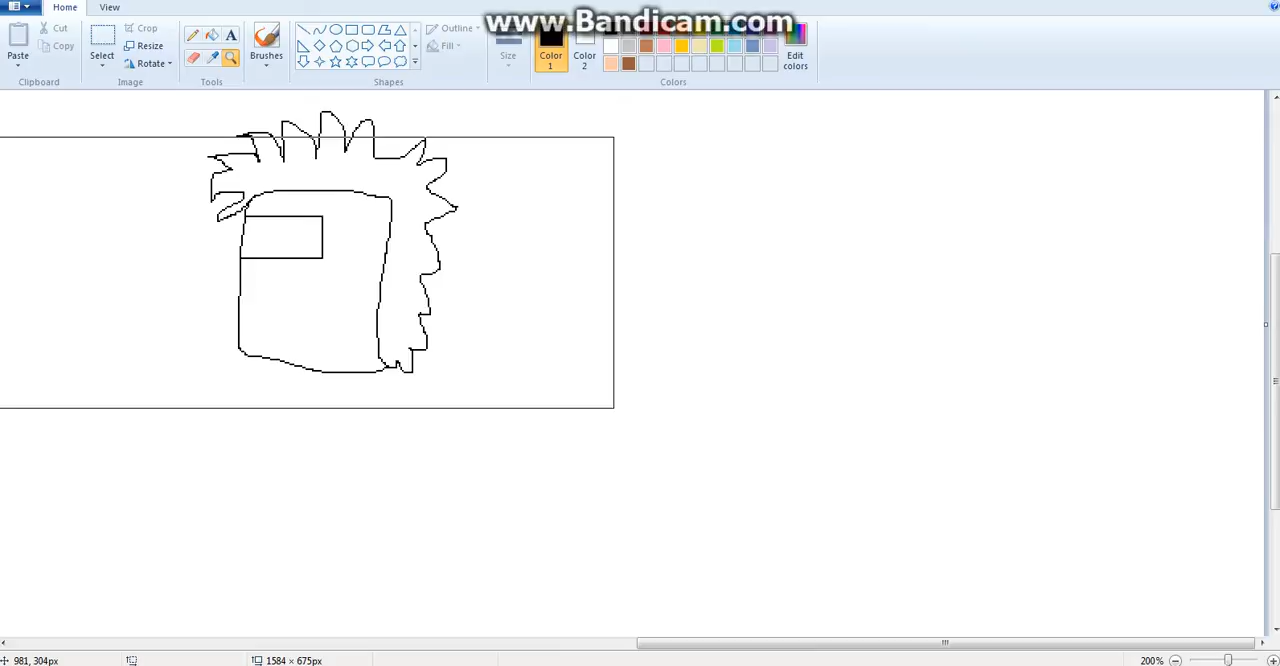 Home View
www.Bandicam.com
Cut
Copy
Paste
Clipboard
Select
Crop
Resize
Rotate
Image
A
Tools
Brushes
Shapes
Outline
Fill
Size
Color 1
Color 2
Edit colors
Colors
981, 304px
1584 × 675px
200%